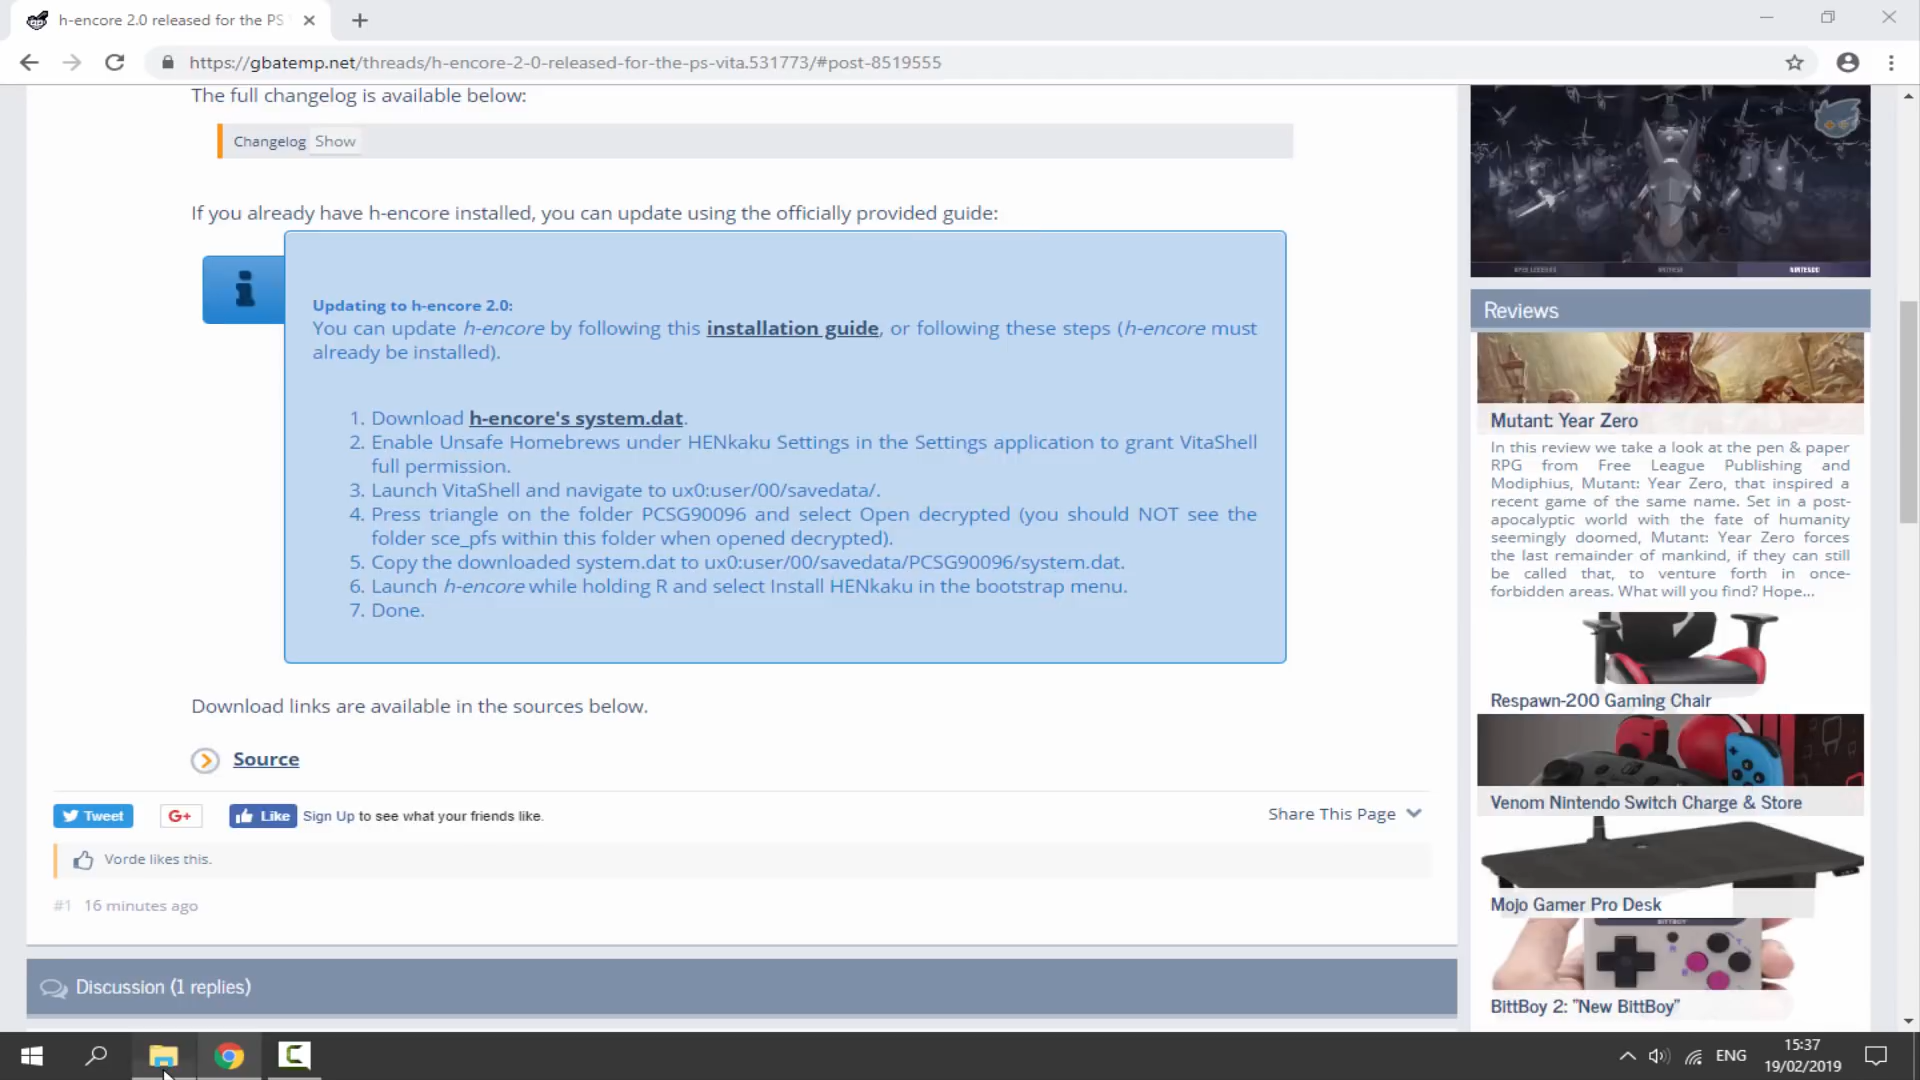 h-encore 2.0 released for the PS
https://gbatemp.net/threads/h-encore-2-0-released-for-the-ps-vita.531773/#post-8519555
The full changelog is available below:
Changelog Show
If you already have h-encore installed, you can update using the officially provided guide:
Updating to h-encore 2.0:
You can update h-encore by following this installation guide, or following these steps (h-encore must
already be installed).
1. Download h-encore's system.dat.
2. Enable Unsafe Homebrews under HENkaku Settings in the Settings application to grant VitaShell
full permission.
3. Launch VitaShell and navigate to ux0:user/00/savedata/.
4. Press triangle on the folder PCSG90096 and select Open decrypted (you should NOT see the
folder sce_pfs within this folder when opened decrypted).
5. Copy the downloaded system.dat to ux0:user/00/savedata/PCSG90096/system.dat.
6. Launch h-encore while holding R and select Install HENkaku in the bootstrap menu.
7. Done.
Download links are available in the sources below.
Source
Tweet
G+
Like
Sign Up to see what your friends like.
Share This Page
Vorde likes this.
#1 16 minutes ago
Discussion (1 replies)
NINTENDO
Reviews
Mutant: Year Zero
In this review we take a look at the pen & paper
RPG from Free League Publishing and
Modiphius, Mutant: Year Zero, that inspired a
recent game of the same name. Set in a post-
apocalyptic world with the fate of humanity
seemingly doomed, Mutant: Year Zero forces
the last remainder of mankind, if they can still
be called that, to venture forth in once-
forbidden areas. What will you find? Hope...
Respawn-200 Gaming Chair
Venom Nintendo Switch Charge & Store
Mojo Gamer Pro Desk
BITTBOY
BittBoy 2: "New BittBoy"
ENG
15:37
19/02/2019